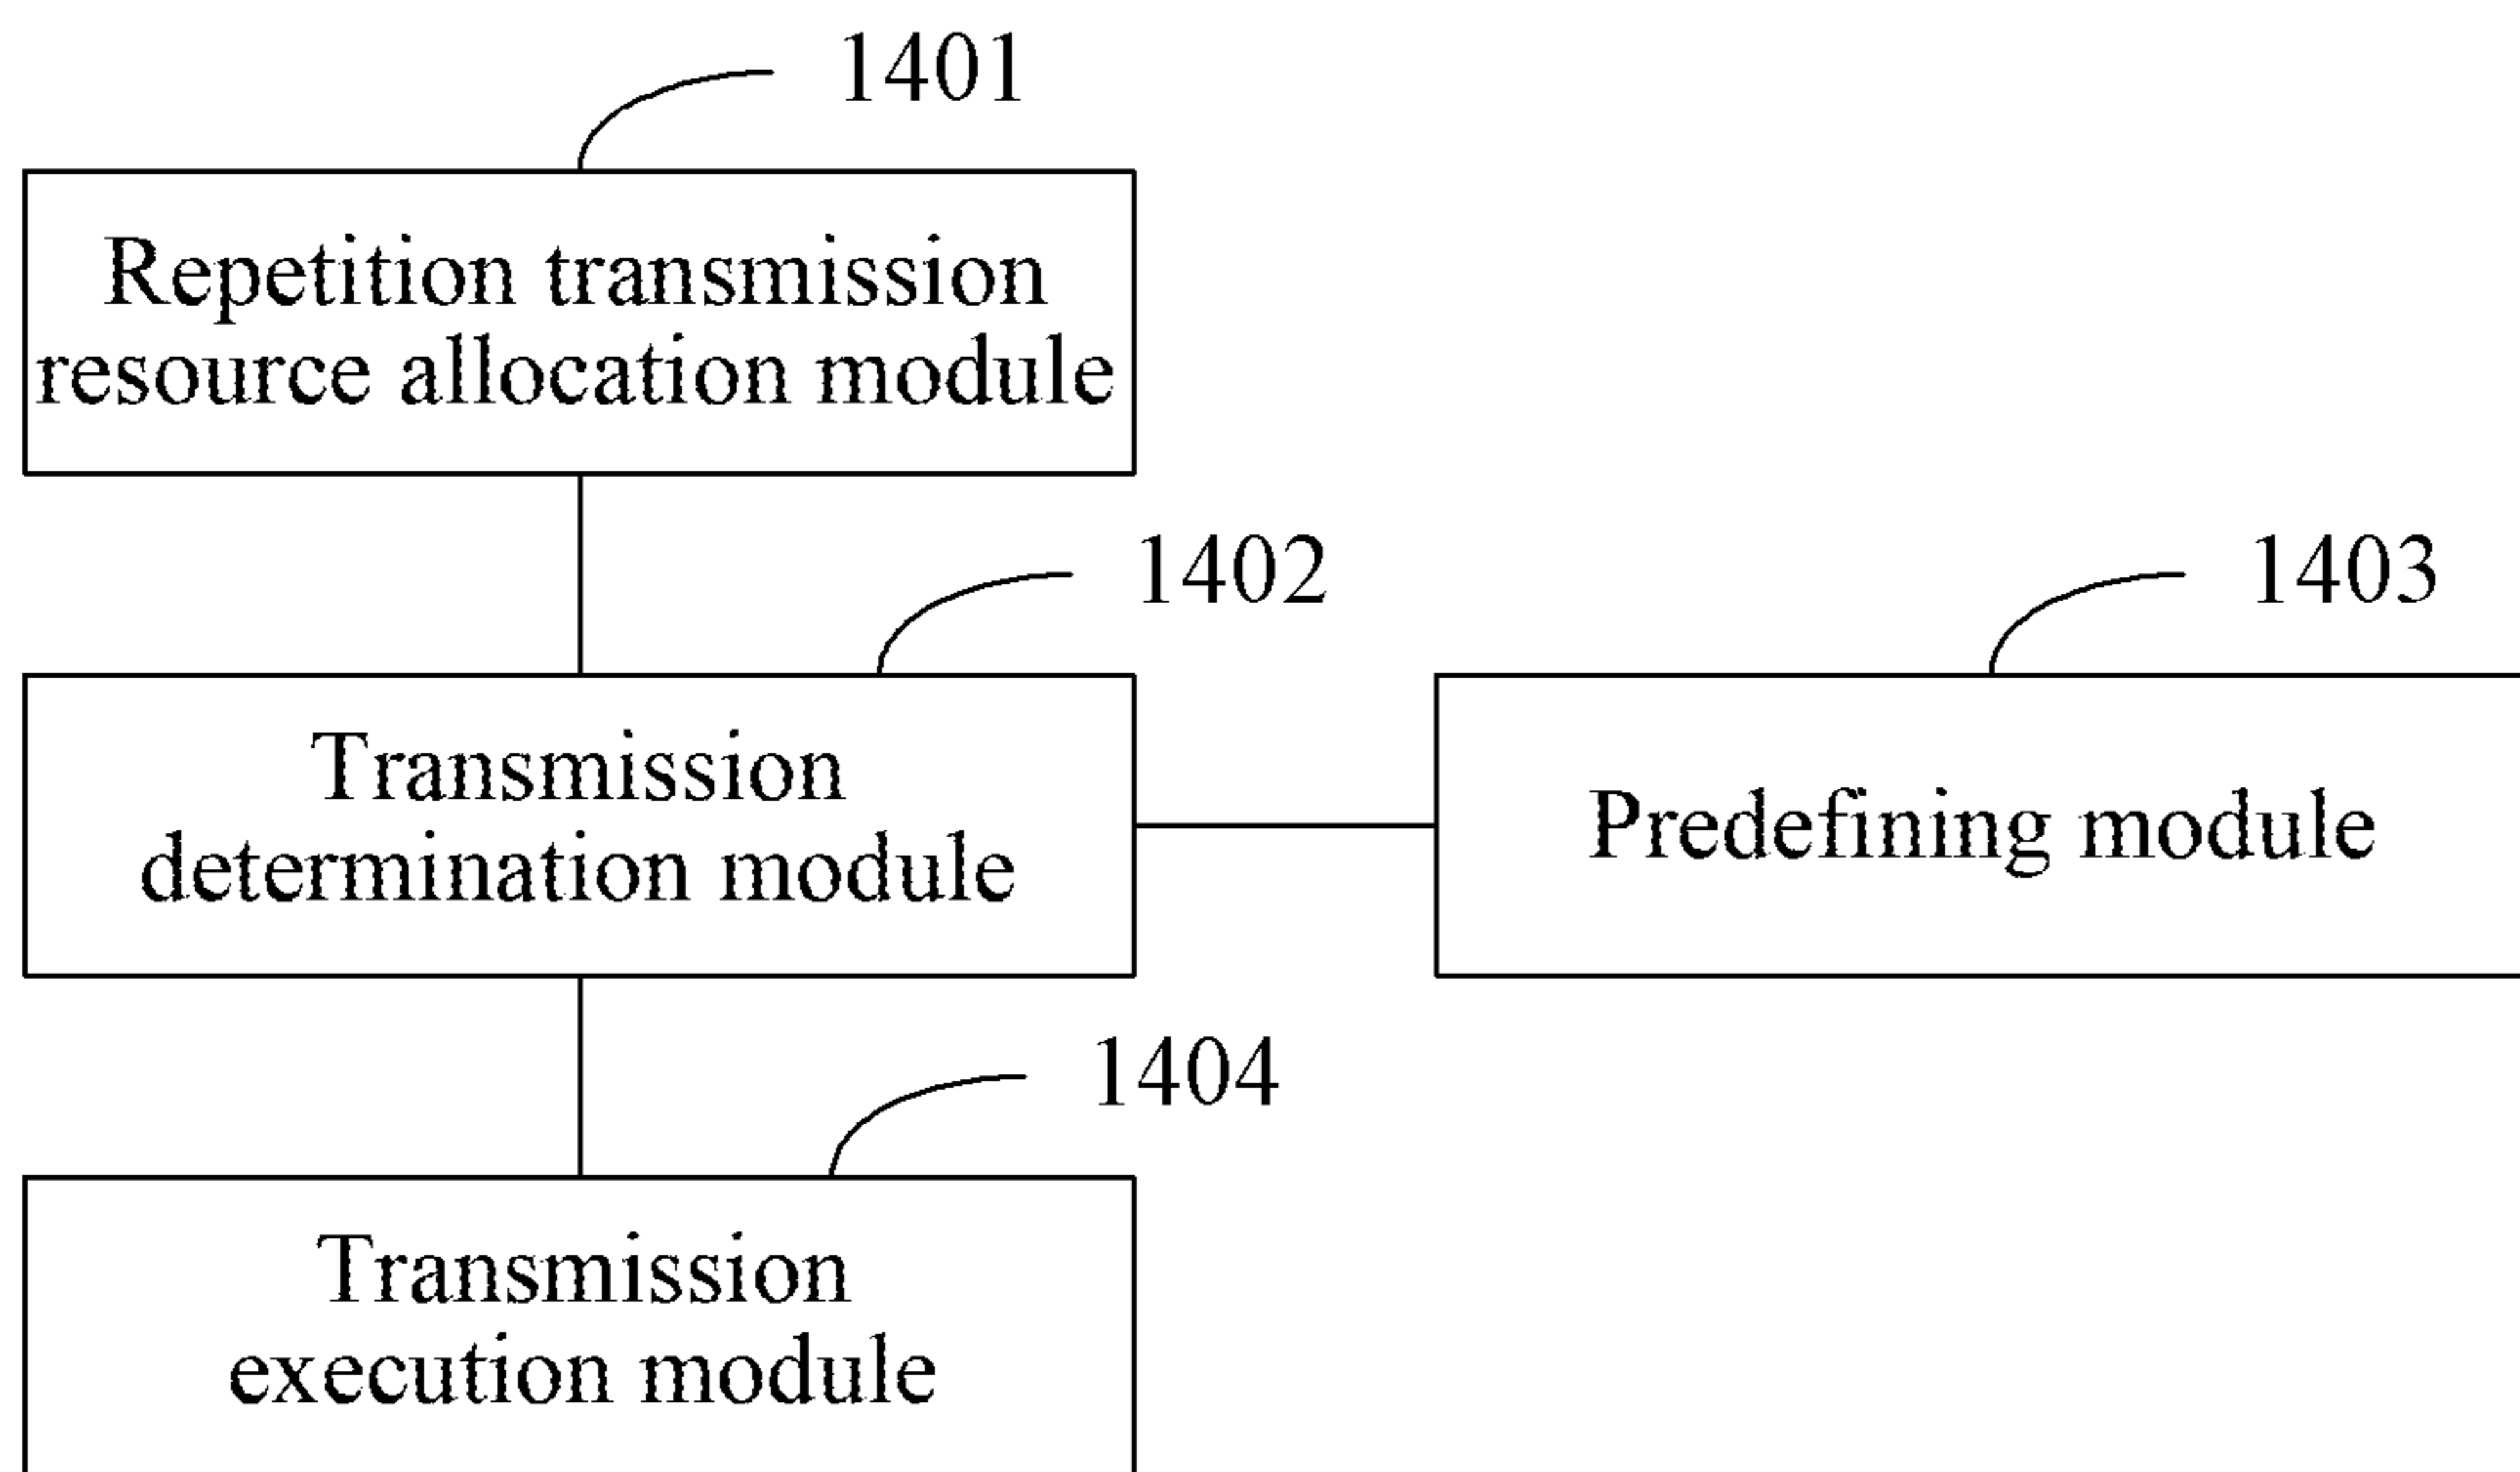 1401
Repetition transmission
resource allocation module
1402
1403
Transmission
determination module
Predefining module
1404
Transmission
execution module